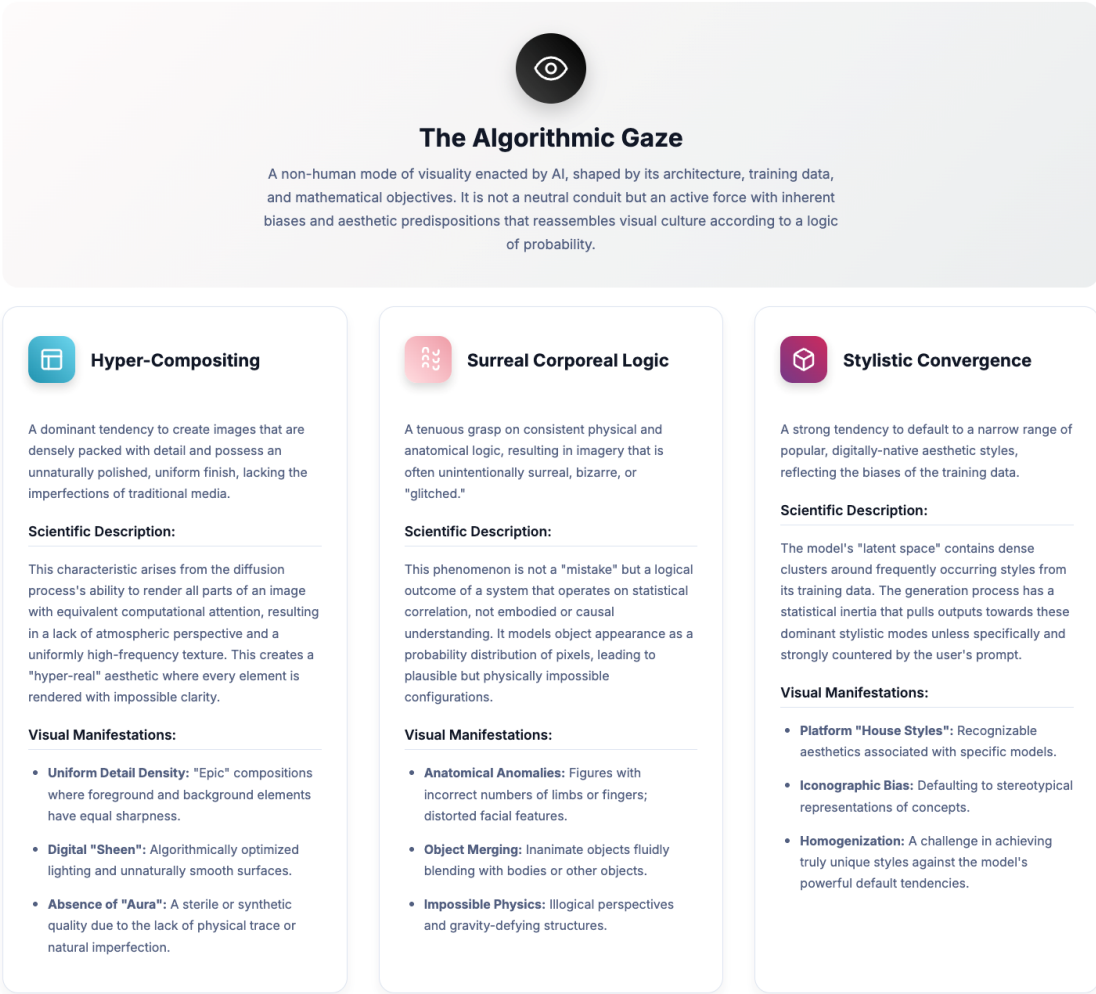 The Algorithmic Gaze
A non-human mode of visuality enacted by AI, shaped by its architecture, training data,
and mathematical objectives. It is not a neutral conduit but an active force with inherent
biases and aesthetic predispositions that reassembles visual culture according to a logic
of probability.
Hyper-Compositing
A dominant tendency to create images that are
densely packed with detail and possess an
unnaturally polished, uniform finish, lacking the
imperfections of traditional media.
Scientific Description:
This characteristic arises from the diffusion
process's ability to render all parts of an image
with equivalent computational attention, resulting
in a lack of atmospheric perspective and a
uniformly high-frequency texture. This creates a
"hyper-real" aesthetic where every element is
rendered with impossible clarity.
Visual Manifestations:
• Uniform Detail Density: "Epic" compositions
where foreground and background elements
have equal sharpness.
• Digital "Sheen": Algorithmically optimized
lighting and unnaturally smooth surfaces.
• Absence of "Aura": A sterile or synthetic
quality due to the lack of physical trace or
natural imperfection.
Surreal Corporeal Logic
A tenuous grasp on consistent physical and
anatomical logic, resulting in imagery that is
often unintentionally surreal, bizarre, or
"glitched."
Scientific Description:
This phenomenon is not a "mistake" but a logical
outcome of a system that operates on statistical
correlation, not embodied or causal
understanding. It models object appearance as a
probability distribution of pixels, leading to
plausible but physically impossible
configurations.
Visual Manifestations:
• Anatomical Anomalies: Figures with
incorrect numbers of limbs or fingers;
distorted facial features.
• Object Merging: Inanimate objects fluidly
blending with bodies or other objects.
• Impossible Physics: Illogical perspectives
and gravity-defying structures.
Stylistic Convergence
A strong tendency to default to a narrow range of
popular, digitally-native aesthetic styles,
reflecting the biases of the training data.
Scientific Description:
The model's "latent space" contains dense
clusters around frequently occurring styles from
its training data. The generation process has a
statistical inertia that pulls outputs towards these
dominant stylistic modes unless specifically and
strongly countered by the user's prompt.
Visual Manifestations:
• Platform "House Styles": Recognizable
aesthetics associated with specific models.
• Iconographic Bias: Defaulting to stereotypical
representations of concepts.
• Homogenization: A challenge in achieving
truly unique styles against the model's
powerful default tendencies.